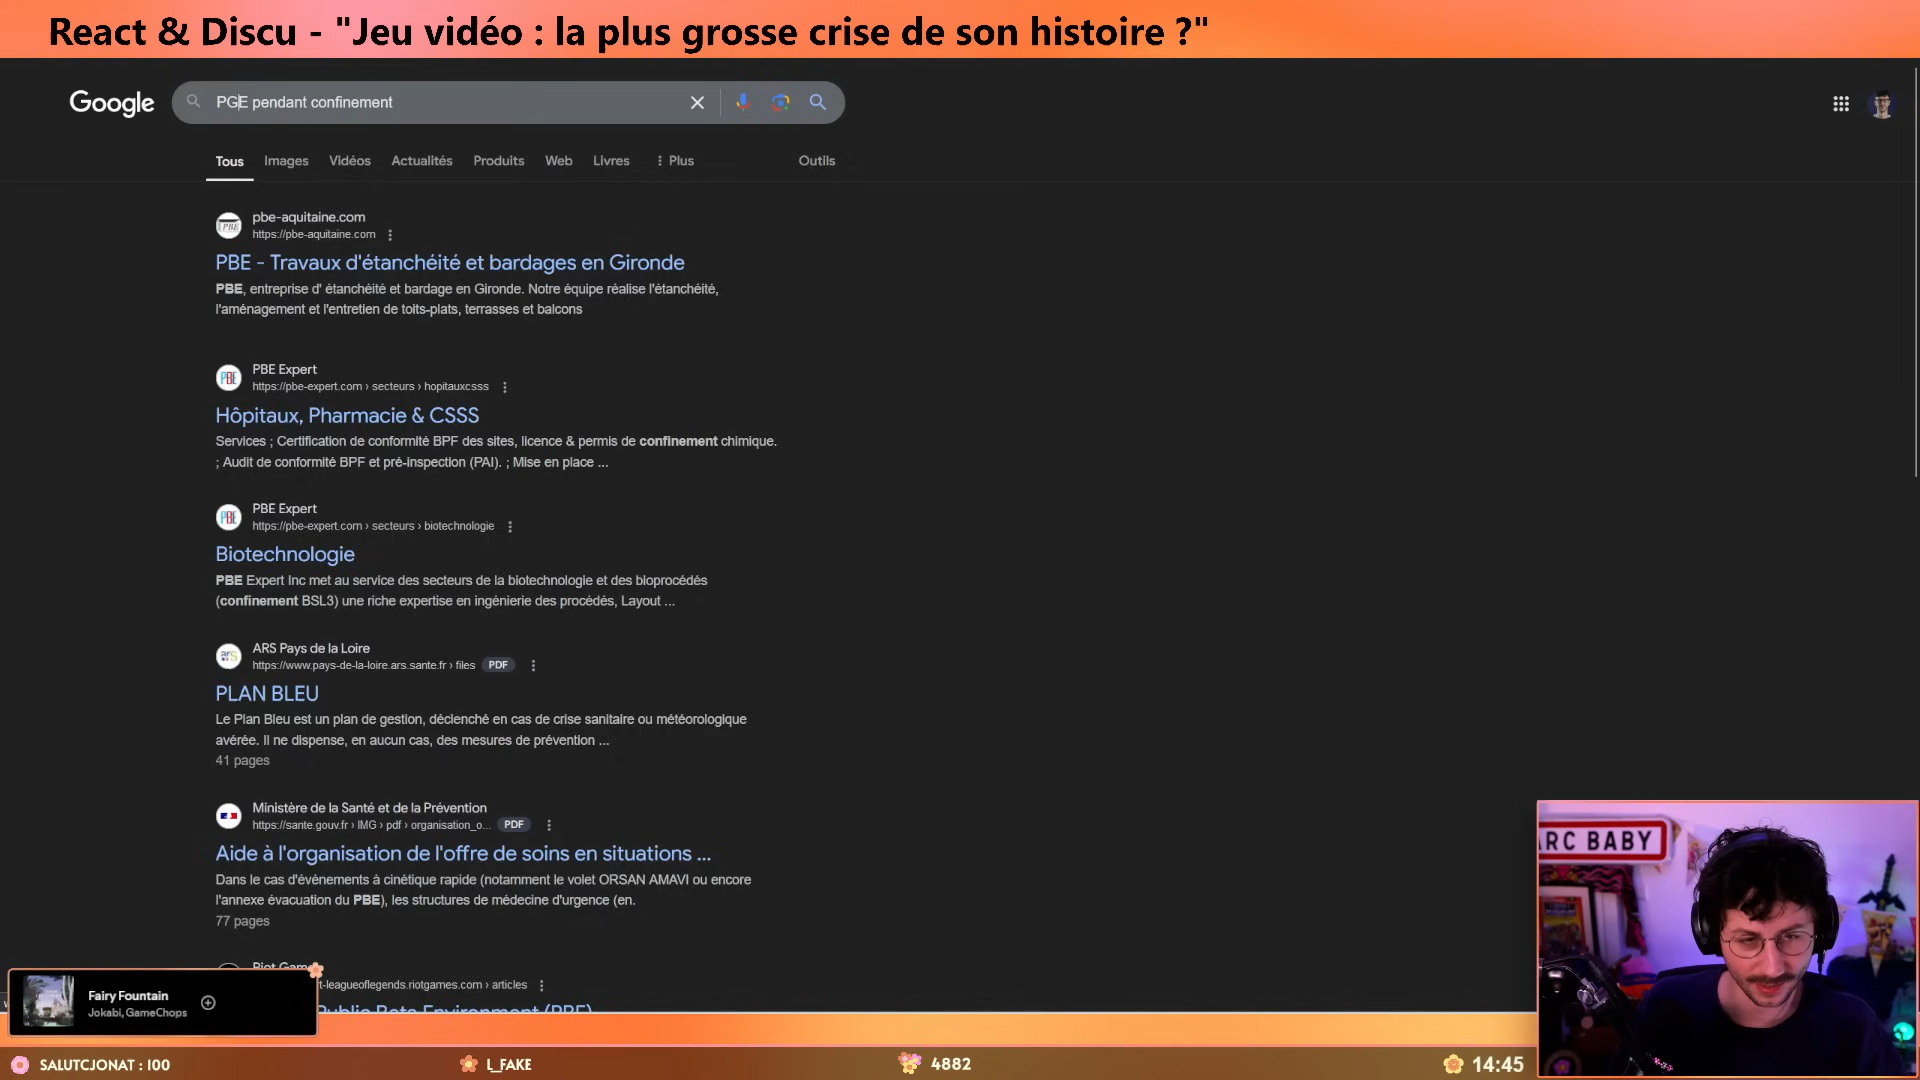 React & Discu - "Jeu vidéo : la plus grosse crise de son histoire ?"
Google
PGE pendant confinement
Tous
Images
Vidéos
Actualités
Produits
Web
Livres
Plus
Outils
pbe-aquitaine.com
https://pbe-aquitaine.com
PBE - Travaux d'étanchéité et bardages en Gironde
PBE, entreprise d' étanchéité et bardage en Gironde. Notre équipe réalise l'étanchéité,
l'aménagement et l'entretien de toits-plats, terrasses et balcons
PBE Expert
https://pbe-expert.com › secteurs › hopitauxcsss
Hôpitaux, Pharmacie & CSSS
Services ; Certification de conformité BPF des sites, licence & permis de confinement chimique.
; Audit de conformité BPF et pré-inspection (PAI). ; Mise en place ...
PBE Expert
https://pbe-expert.com › secteurs › biotechnologie
Biotechnologie
PBE Expert Inc met au service des secteurs de la biotechnologie et des bioprocédés
(confinement BSL3) une riche expertise en ingénierie des procédés, Layout ...
ARS Pays de la Loire
https://www.pays-de-la-loire.ars.sante.fr › files PDF
PLAN BLEU
Le Plan Bleu est un plan de gestion, déclenché en cas de crise sanitaire ou météorologique
avérée. Il ne dispense, en aucun cas, des mesures de prévention ...
41 pages
Ministère de la Santé et de la Prévention
https://sante.gouv.fr › IMG › pdf › organisation_o... PDF
Aide à l'organisation de l'offre de soins en situations ...
Dans le cas d'événements à cinétique rapide (notamment le volet ORSAN AMAVI ou encore
l'annexe évacuation du PBE), les structures de médecine d'urgence (en.
77 pages
Riot Gam
t-leagueoflegends.riotgames.com › articles
Public Beta Environment (PBE)
Fairy Fountain
Jokabi, GameChops
ARC BABY
SALUTCJONAT : 100
L_FAKE
4882
14:45